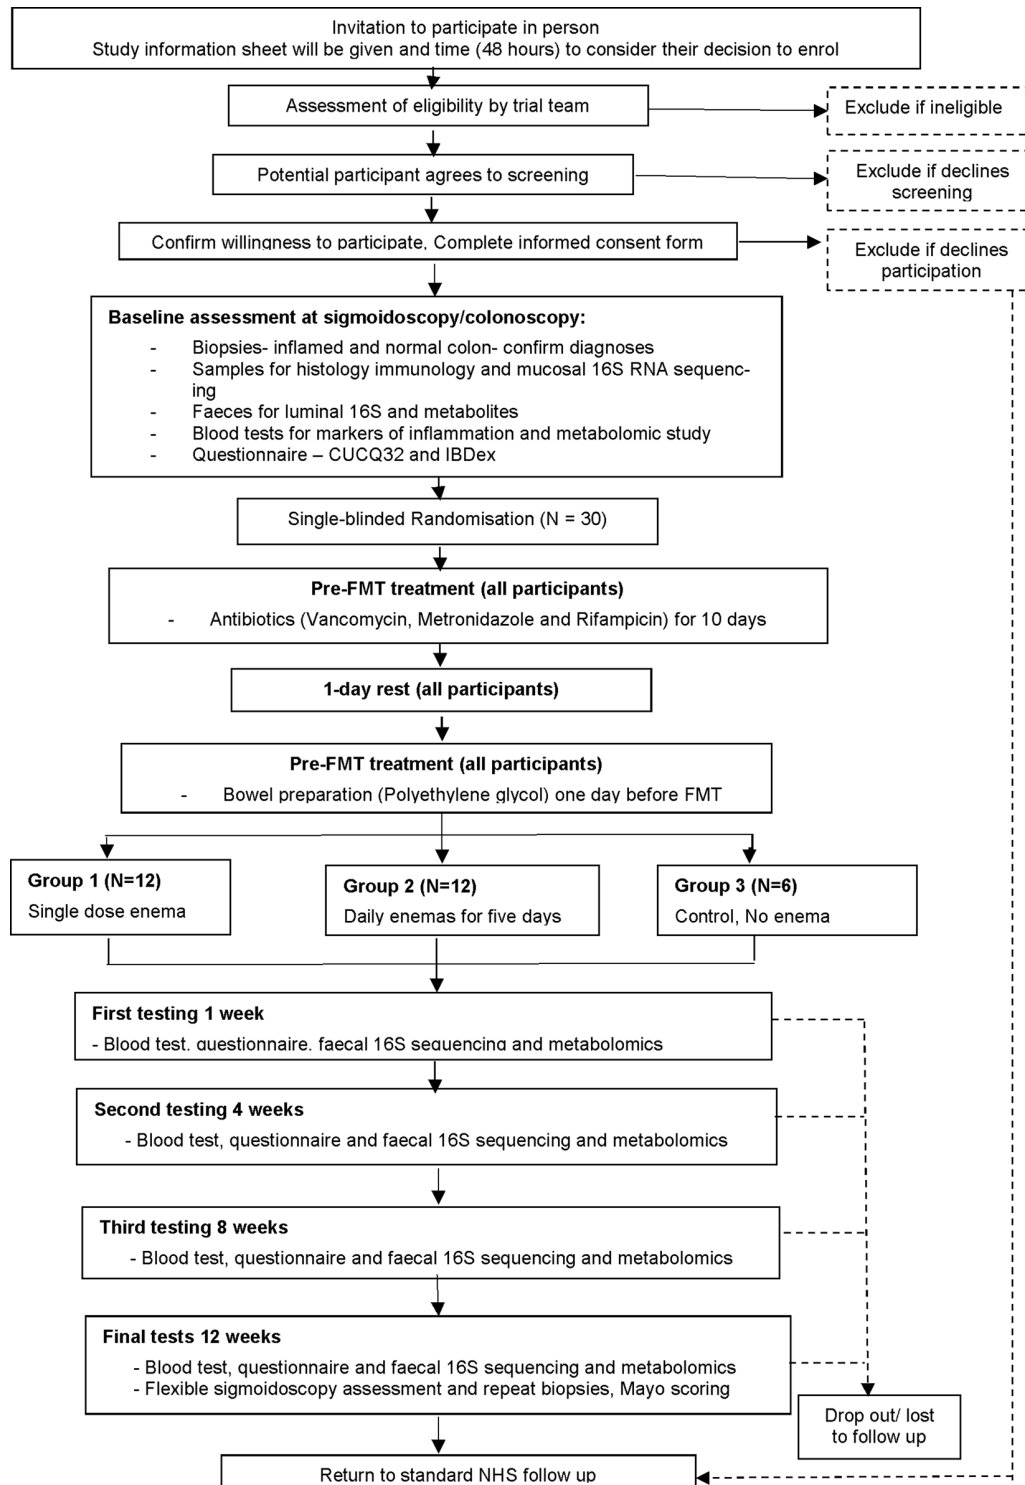 Invitation to participate in person
Study information sheet will be given and time (48 hours) to consider their decision to enrol
Assessment of eligibility by trial team
Exclude if ineligible
Potential participant agrees to screening
Exclude if declines
screening
Confirm willingness to participate, Complete informed consent form
Exclude if declines
participation
Baseline assessment at sigmoidoscopy/colonoscopy:
- Biopsies- inflamed and normal colon- confirm diagnoses
- Samples for histology immunology and mucosal 16S RNA sequenc-
ing
- Faeces for luminal 16S and metabolites
- Blood tests for markers of inflammation and metabolomic study
- Questionnaire – CUCQ32 and IBDex
Single-blinded Randomisation (N = 30)
Pre-FMT treatment (all participants)
- Antibiotics (Vancomycin, Metronidazole and Rifampicin) for 10 days
1-day rest (all participants)
Pre-FMT treatment (all participants)
- Bowel preparation (Polyethylene glycol) one day before FMT
Group 1 (N=12)
Single dose enema
Group 2 (N=12)
Daily enemas for five days
Group 3 (N=6)
Control, No enema
First testing 1 week
- Blood test, questionnaire, faecal 16S sequencing and metabolomics
Second testing 4 weeks
- Blood test, questionnaire and faecal 16S sequencing and metabolomics
Third testing 8 weeks
- Blood test, questionnaire and faecal 16S sequencing and metabolomics
Final tests 12 weeks
- Blood test, questionnaire and faecal 16S sequencing and metabolomics
- Flexible sigmoidoscopy assessment and repeat biopsies, Mayo scoring
Drop out/ lost
to follow up
Return to standard NHS follow up